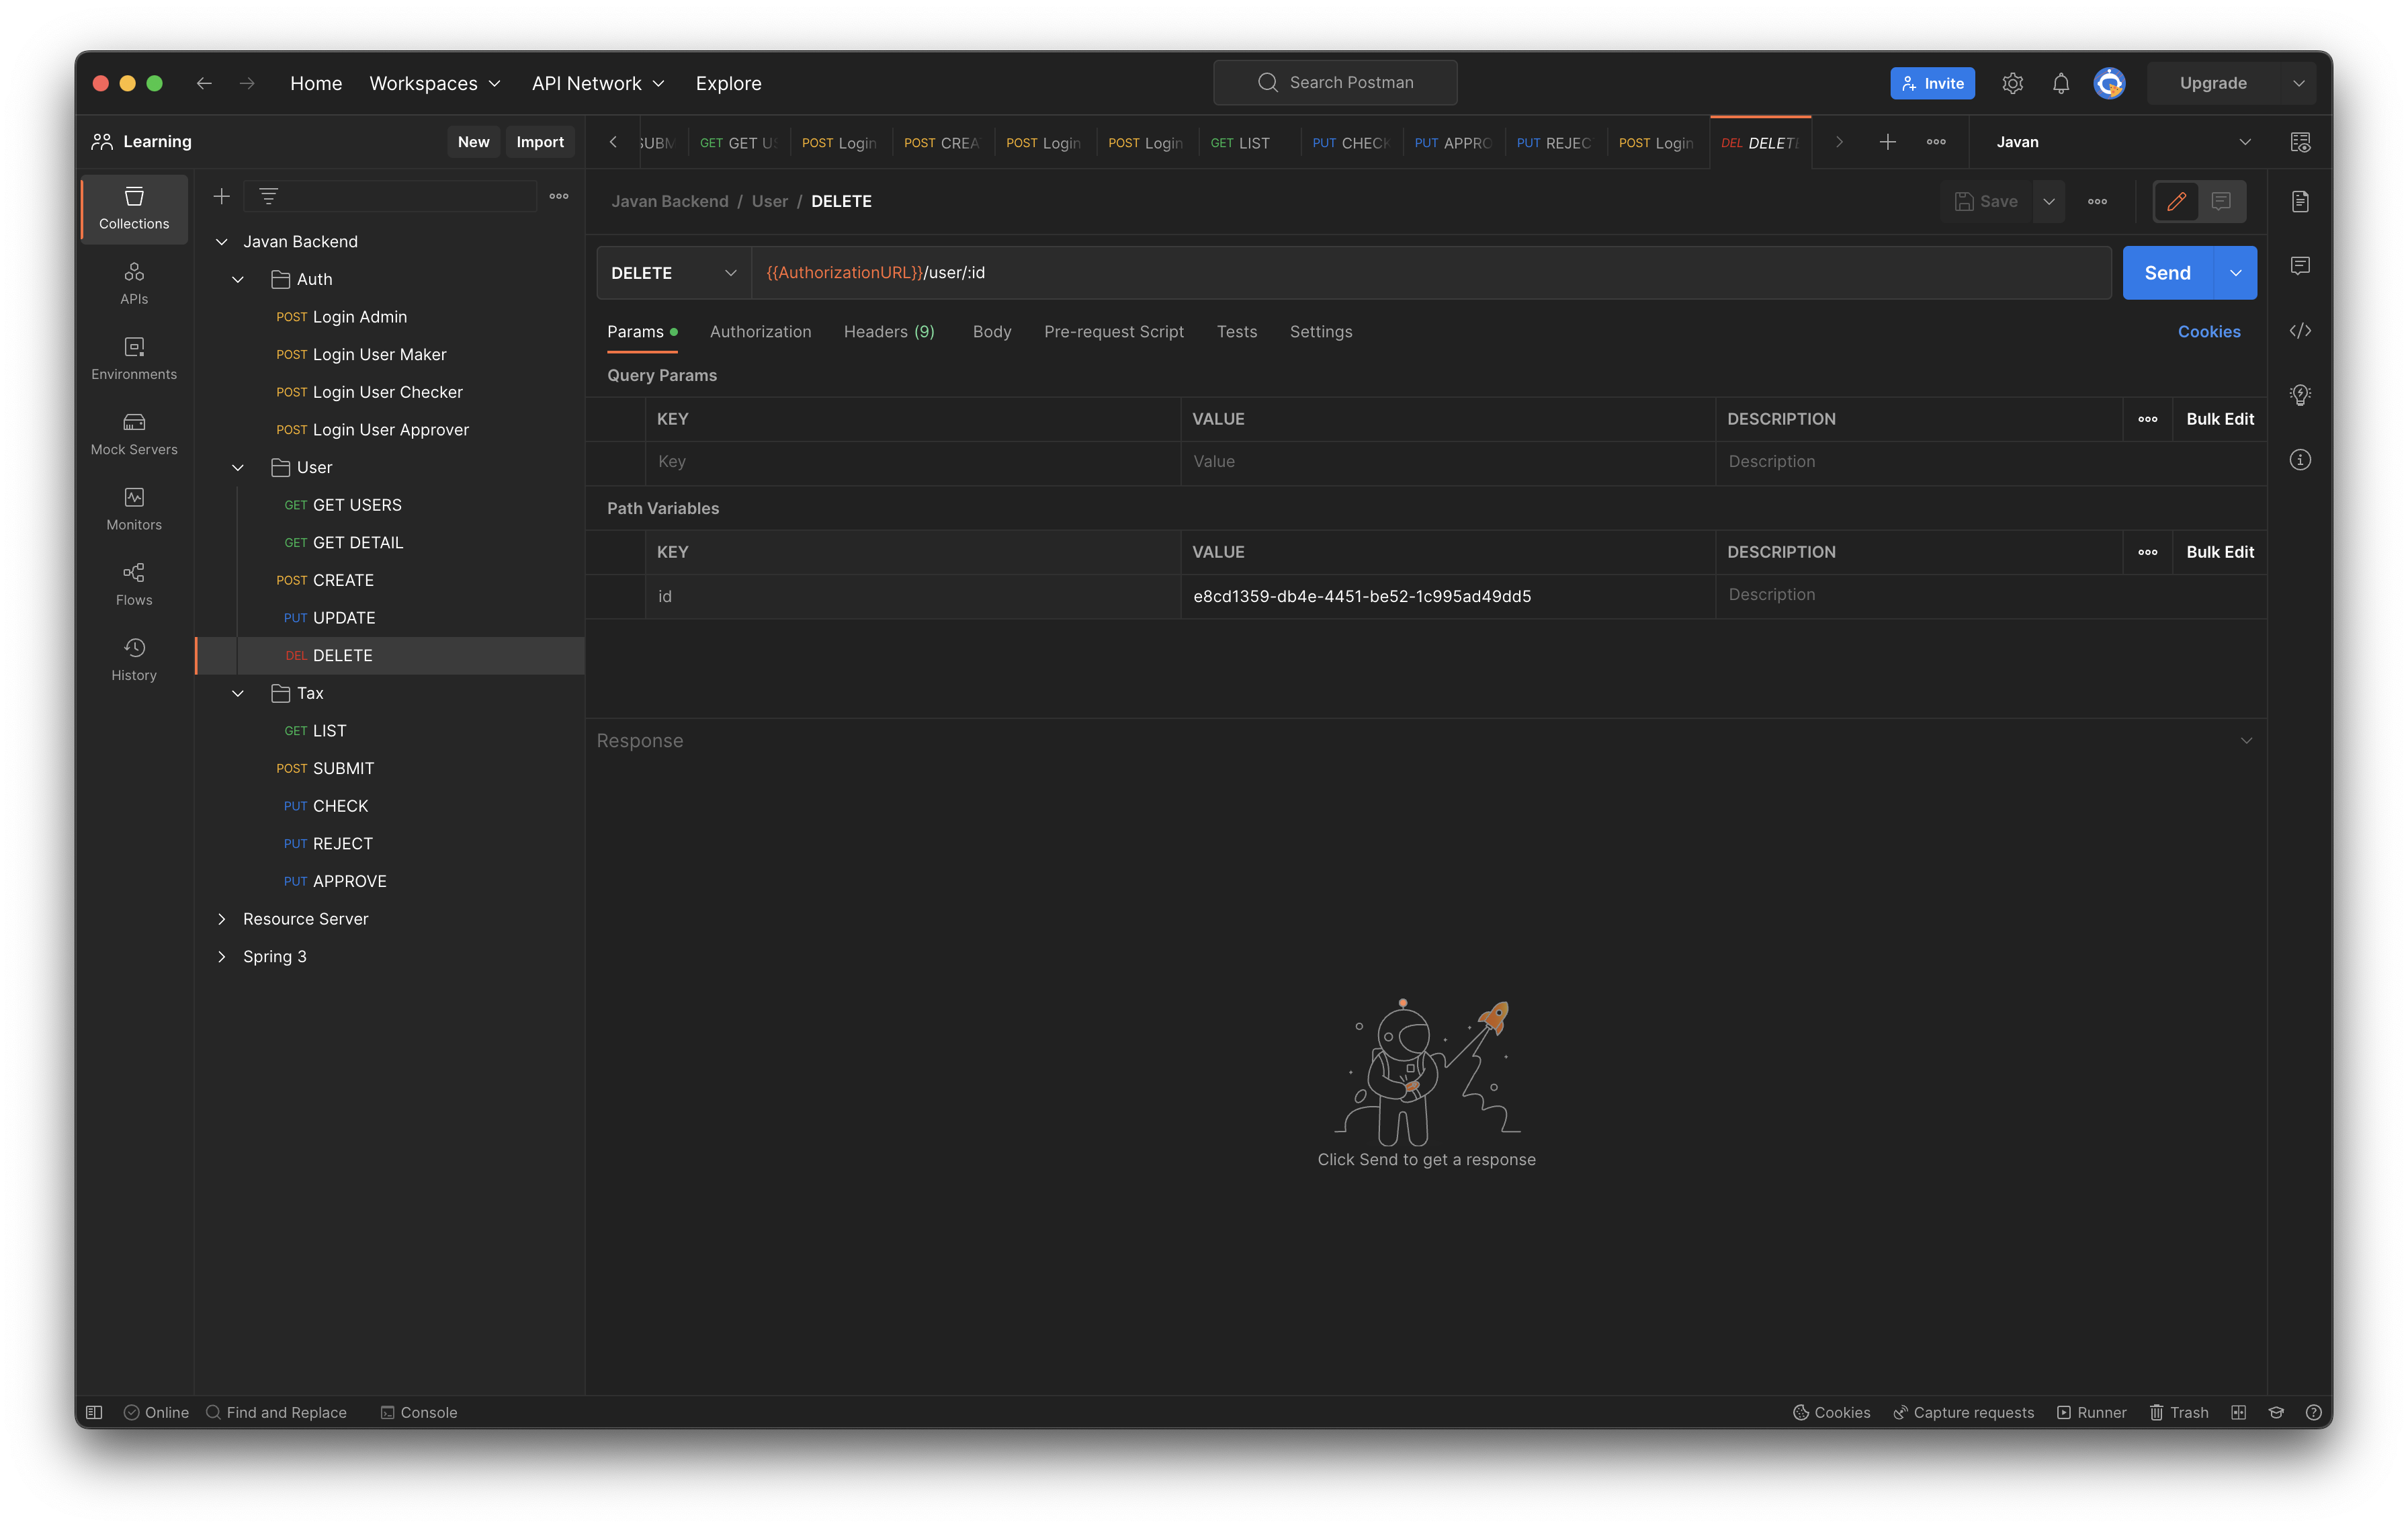 Home Workspaces API Network Explore Search Postman Invite Upgrade
Learning New Import
SUBM GET GET US POST Login POST CREA POST Login POST Login GET LIST PUT CHECK PUT APPRO PUT REJEC POST Login DEL DELETE Javan
Collections
APIs
Environments
Mock Servers
Monitors
Flows
History
Javan Backend
Auth
POST Login Admin
POST Login User Maker
POST Login User Checker
POST Login User Approver
User
GET GET USERS
GET GET DETAIL
POST CREATE
PUT UPDATE
DEL DELETE
Tax
GET LIST
POST SUBMIT
PUT CHECK
PUT REJECT
PUT APPROVE
Resource Server
Spring 3
Javan Backend / User / DELETE Save
DELETE {{AuthorizationURL}}/user/:id Send
Params Authorization Headers (9) Body Pre-request Script Tests Settings Cookies
Query Params
KEY VALUE DESCRIPTION Bulk Edit
Key Value Description
Path Variables
KEY VALUE DESCRIPTION Bulk Edit
id e8cd1359-db4e-4451-be52-1c995ad49dd5 Description
Response
Click Send to get a response
Online Find and Replace Console Cookies Capture requests Runner Trash